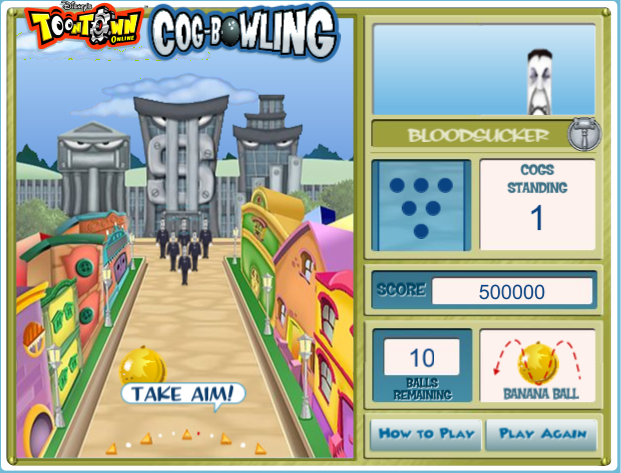 Disney's
TOONTOWN
ONLINE
COG-BOWLING
BLOODSUCKER
COGS
STANDING
1
SCORE 500000
10
BALLS
REMAINING
BANANA BALL
TAKE AIM!
HOW TO PLAY
PLAY AGAIN